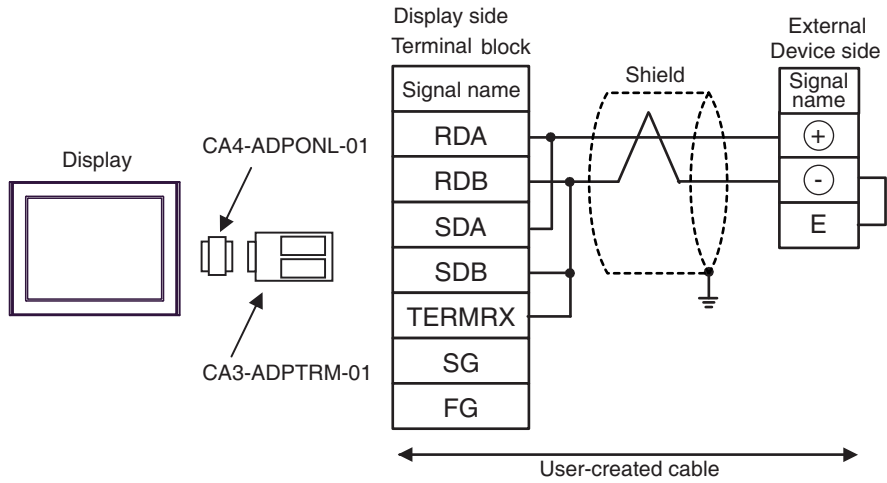 Display side
Terminal block
External
Device side
Shield
Signal name
Signal
name
RDA
+
CA4-ADPONL-01
Display
RDB
-
SDA
E
SDB
TERMRX
CA3-ADPTRM-01
SG
FG
User-created cable